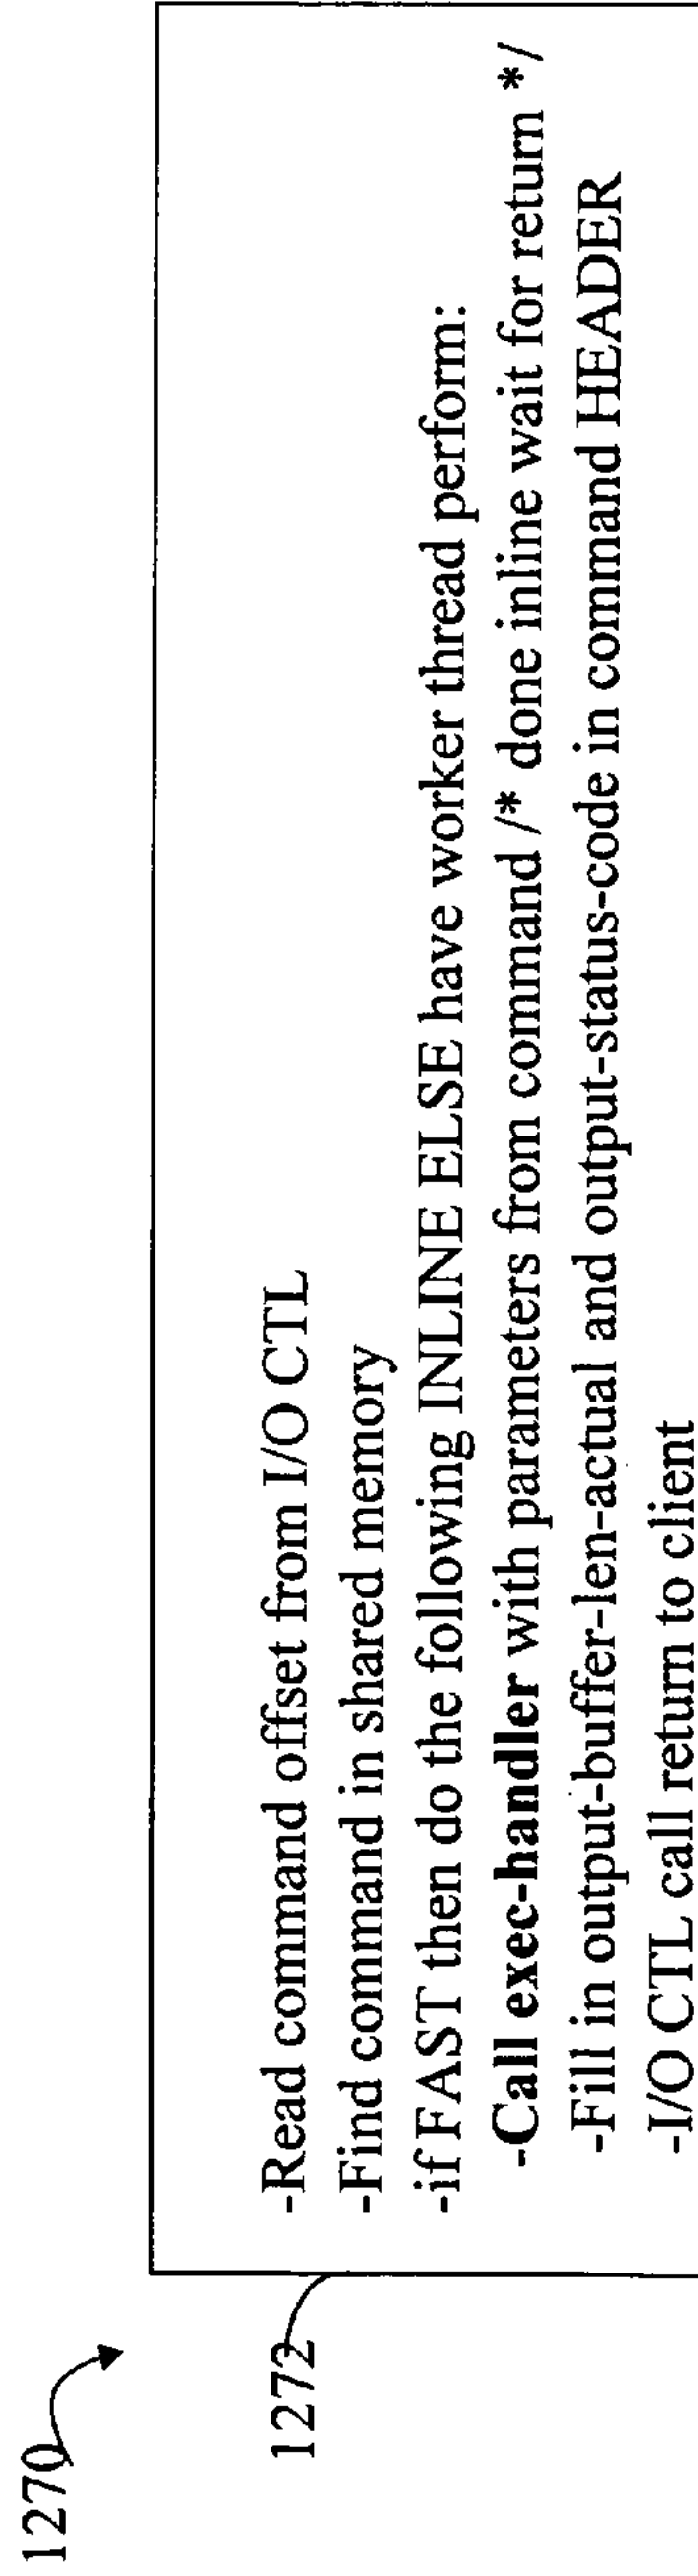 1270
1272
-Read command offset from I/O CTL
-Find command in shared memory
-if FAST then do the following INLINE ELSE have worker thread perform:
-Call exec-handler with parameters from command /* done inline wait for return */
-Fill in output-buffer-len-actual and output-status-code in command HEADER
-I/O CTL call return to client